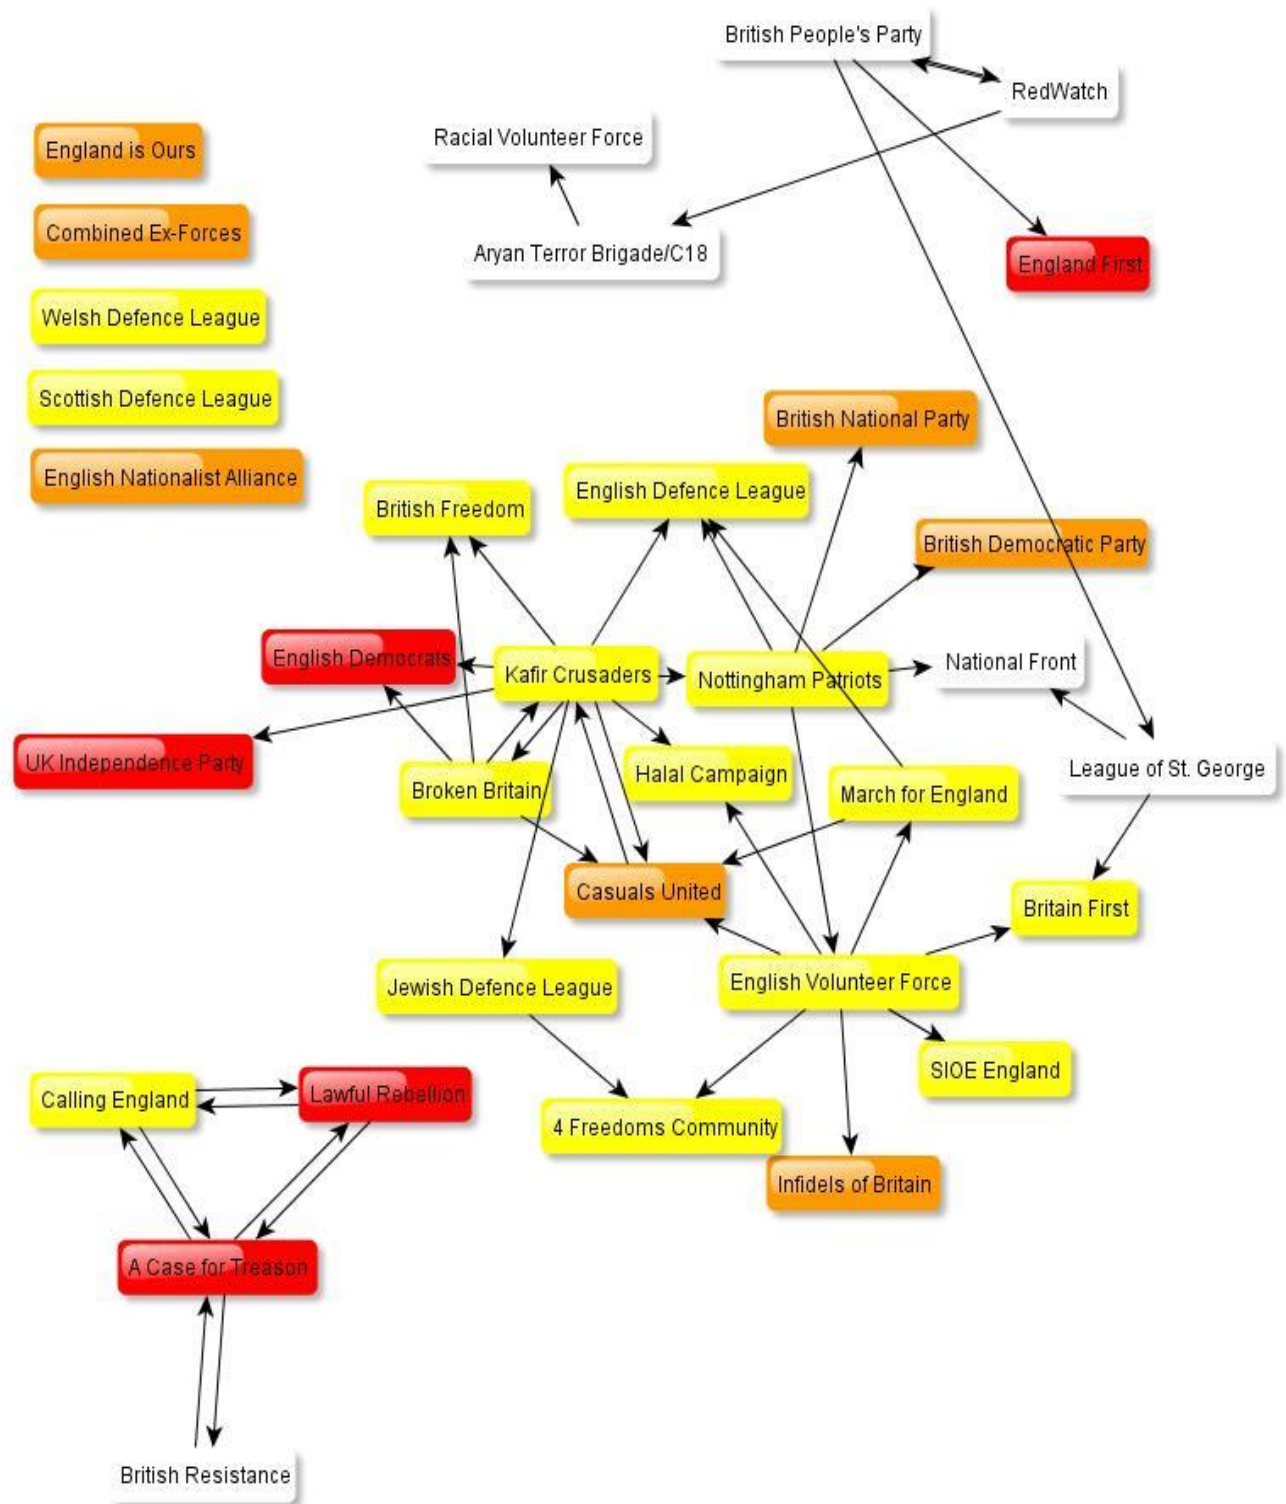 British People's Party
RedWatch
Racial Volunteer Force
England is Ours
Combined Ex-Forces
Aryan Terror Brigade/C18
England First
Welsh Defence League
Scottish Defence League
British National Party
English Nationalist Alliance
English Defence League
British Freedom
British Democratic Party
English Democrats
Kafir Crusaders
Nottingham Patriots
National Front
UK Independence Party
Broken Britain
Halal Campaign
March for England
League of St. George
Casuals United
Britain First
Jewish Defence League
English Volunteer Force
SIOE England
Calling England
Lawful Rebellion
4 Freedoms Community
Infidels of Britain
A Case for Treason
British Resistance